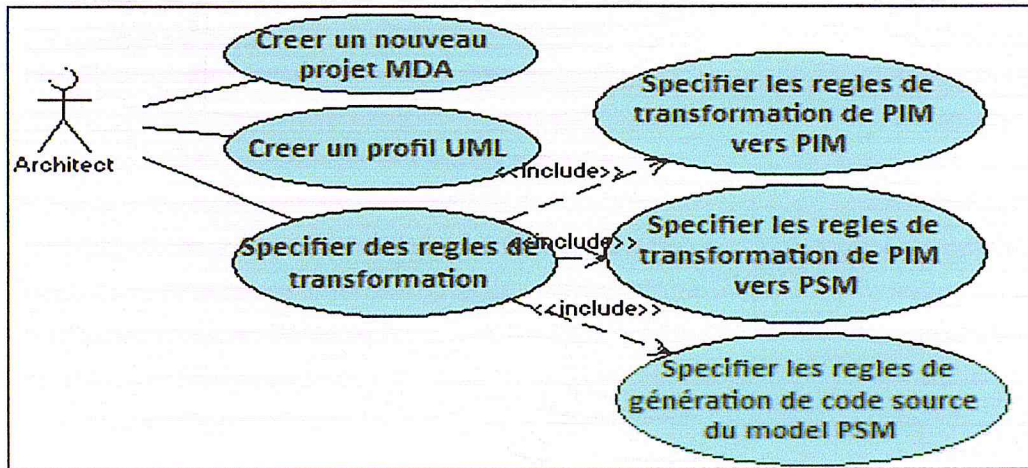 Creer un nouveau
projet MDA
Architect
Creer un profil UML
Specifier des regles de
transformation
<<include>>
<<include>>
<<include>>
Specifier les regles de
transformation de PIM
vers PIM
Specifier les regles de
transformation de PIM
vers PSM
Specifier les regles de
génération de code source
du model PSM